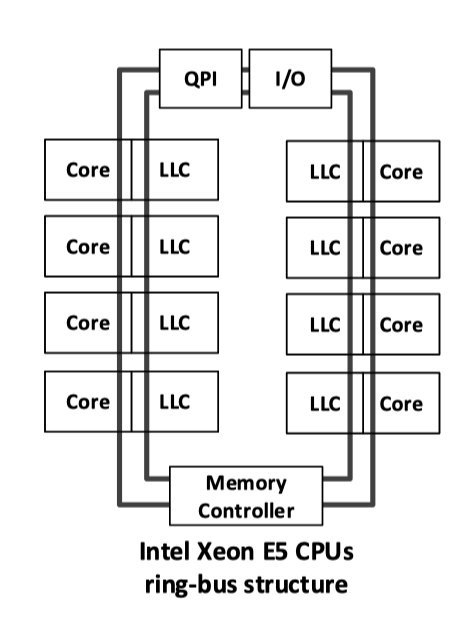 QPI I/O
Core LLC LLC Core
Core LLC LLC Core
Core LLC LLC Core
Core LLC LLC Core
Memory
Controller
Intel Xeon E5 CPUs
ring-bus structure